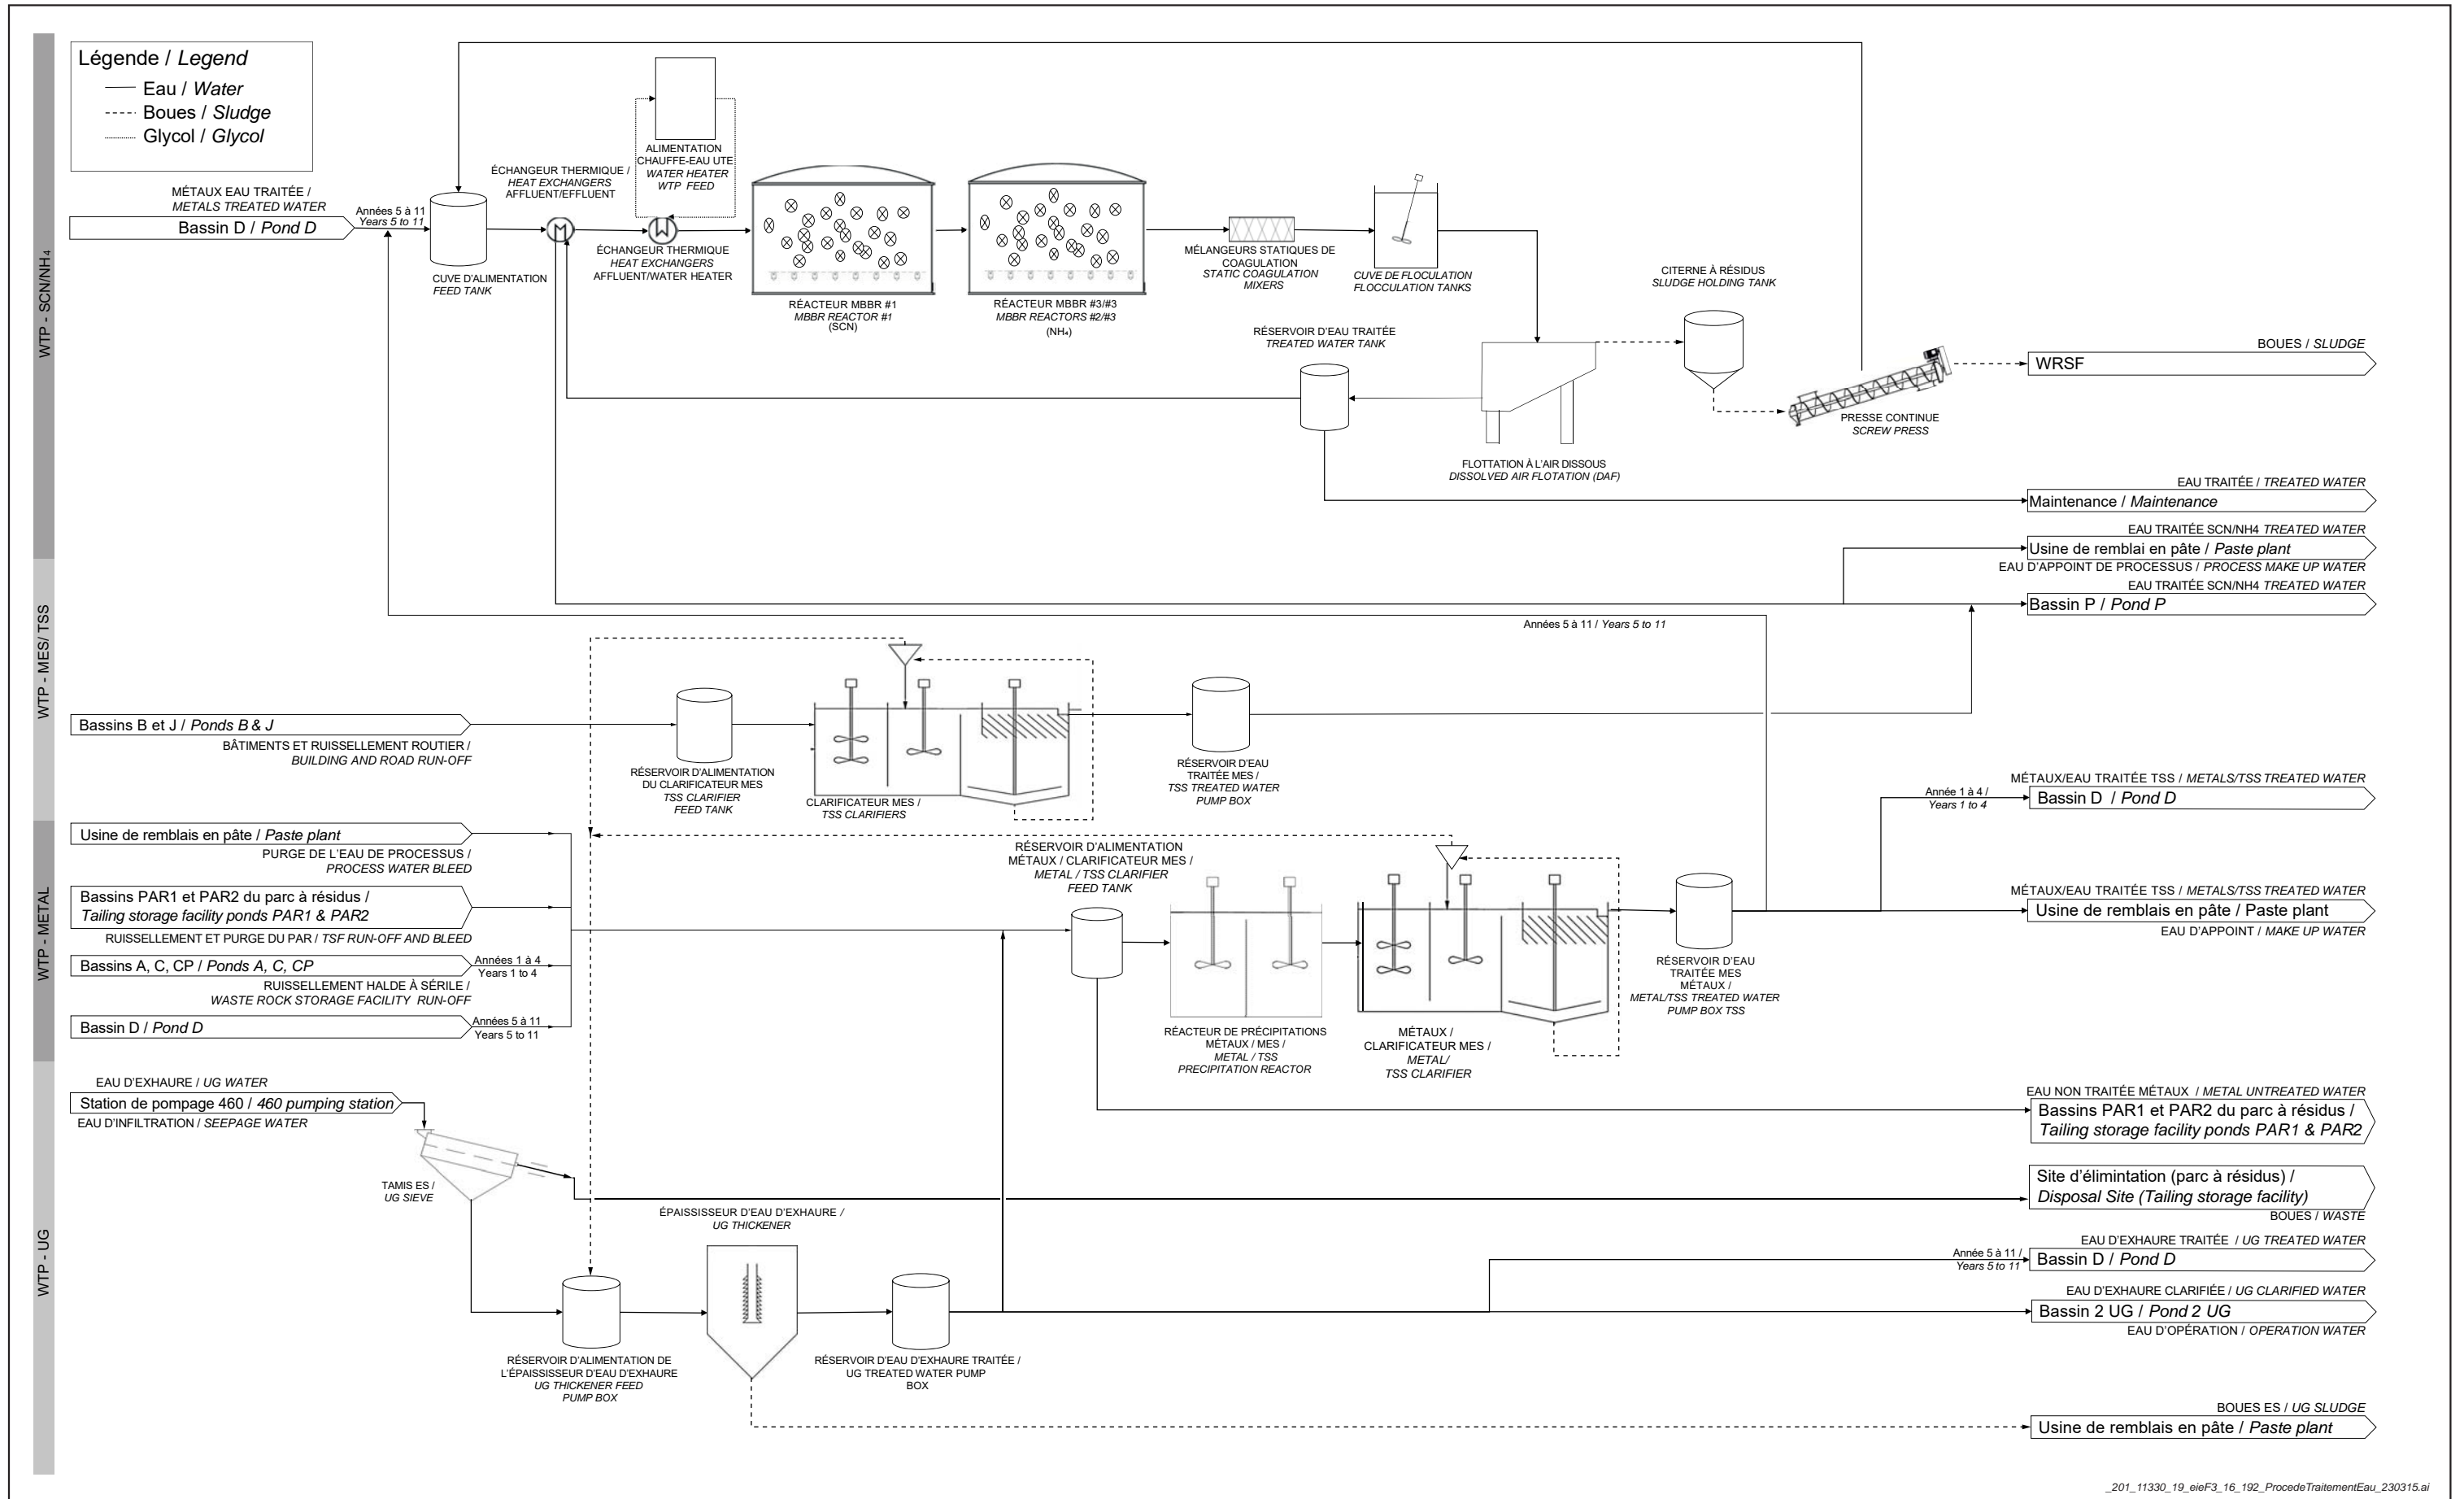 Légende / Legend
Eau / Water
Boues / Sludge
Glycol / Glycol
WTP - SCN/NH₄
MÉTAUX EAU TRAITÉE /
METALS TREATED WATER
Bassin D / Pond D
Années 5 à 11
Years 5 to 11
CUVE D'ALIMENTATION
FEED TANK
ÉCHANGEUR THERMIQUE /
HEAT EXCHANGERS
AFFLUENT/EFFLUENT
ALIMENTATION
CHAUFFE-EAU UTE
WATER HEATER
WTP FEED
ÉCHANGEUR THERMIQUE
HEAT EXCHANGERS
AFFLUENT/WATER HEATER
RÉACTEUR MBBR #1
MBBR REACTOR #1
(SCN)
RÉACTEUR MBBR #3/#3
MBBR REACTORS #2/#3
(NH₄)
MÉLANGEURS STATIQUES DE
COAGULATION
STATIC COAGULATION
MIXERS
CUVE DE FLOCULATION
FLOCCULATION TANKS
RÉSERVOIR D'EAU TRAITÉE
TREATED WATER TANK
FLOTTATION À L'AIR DISSOUS
DISSOLVED AIR FLOTATION (DAF)
CITERNE À RÉSIDUS
SLUDGE HOLDING TANK
PRESSE CONTINUE
SCREW PRESS
BOUES / SLUDGE
WRSF
EAU TRAITÉE / TREATED WATER
Maintenance / Maintenance
EAU TRAITÉE SCN/NH4 TREATED WATER
Usine de remblai en pâte / Paste plant
EAU D'APPOINT DE PROCESSUS / PROCESS MAKE UP WATER
EAU TRAITÉE SCN/NH4 TREATED WATER
Bassin P / Pond P
Années 5 à 11 / Years 5 to 11
WTP - MES/ TSS
Bassins B et J / Ponds B & J
BÂTIMENTS ET RUISSELLEMENT ROUTIER /
BUILDING AND ROAD RUN-OFF
RÉSERVOIR D'ALIMENTATION
DU CLARIFICATEUR MES
TSS CLARIFIER
FEED TANK
CLARIFICATEUR MES /
TSS CLARIFIERS
RÉSERVOIR D'EAU
TRAITÉE MES /
TSS TREATED WATER
PUMP BOX
MÉTAUX/EAU TRAITÉE TSS / METALS/TSS TREATED WATER
Année 1 à 4 /
Years 1 to 4
Bassin D / Pond D
WTP - METAL
Usine de remblais en pâte / Paste plant
PURGE DE L'EAU DE PROCESSUS /
PROCESS WATER BLEED
Bassins PAR1 et PAR2 du parc à résidus /
Tailing storage facility ponds PAR1 & PAR2
RUISSELLEMENT ET PURGE DU PAR / TSF RUN-OFF AND BLEED
Bassins A, C, CP / Ponds A, C, CP
Années 1 à 4
Years 1 to 4
RUISSELLEMENT HALDE À SÉRILE /
WASTE ROCK STORAGE FACILITY RUN-OFF
Bassin D / Pond D
Années 5 à 11
Years 5 to 11
RÉSERVOIR D'ALIMENTATION
MÉTAUX / CLARIFICATEUR MES /
METAL / TSS CLARIFIER
FEED TANK
RÉACTEUR DE PRÉCIPITATIONS
MÉTAUX / MES /
METAL / TSS
PRECIPITATION REACTOR
MÉTAUX /
CLARIFICATEUR MES /
METAL/
TSS CLARIFIER
RÉSERVOIR D'EAU
TRAITÉE MES
MÉTAUX /
METAL/TSS TREATED WATER
PUMP BOX TSS
MÉTAUX/EAU TRAITÉE TSS / METALS/TSS TREATED WATER
Usine de remblais en pâte / Paste plant
EAU D'APPOINT / MAKE UP WATER
EAU NON TRAITÉE MÉTAUX / METAL UNTREATED WATER
Bassins PAR1 et PAR2 du parc à résidus /
Tailing storage facility ponds PAR1 & PAR2
WTP - UG
EAU D'EXHAURE / UG WATER
Station de pompage 460 / 460 pumping station
EAU D'INFILTRATION / SEEPAGE WATER
TAMIS ES /
UG SIEVE
Site d'élimintation (parc à résidus) /
Disposal Site (Tailing storage facility)
BOUES / WASTE
ÉPAISSISSEUR D'EAU D'EXHAURE /
UG THICKENER
RÉSERVOIR D'ALIMENTATION DE
L'ÉPAISSISSEUR D'EAU D'EXHAURE
UG THICKENER FEED
PUMP BOX
RÉSERVOIR D'EAU D'EXHAURE TRAITÉE /
UG TREATED WATER PUMP
BOX
EAU D'EXHAURE TRAITÉE / UG TREATED WATER
Année 5 à 11 /
Years 5 to 11
Bassin D / Pond D
EAU D'EXHAURE CLARIFIÉE / UG CLARIFIED WATER
Bassin 2 UG / Pond 2 UG
EAU D'OPÉRATION / OPERATION WATER
BOUES ES / UG SLUDGE
Usine de remblais en pâte / Paste plant
_201_11330_19_eieF3_16_192_ProcedeTraitementEau_230315.ai